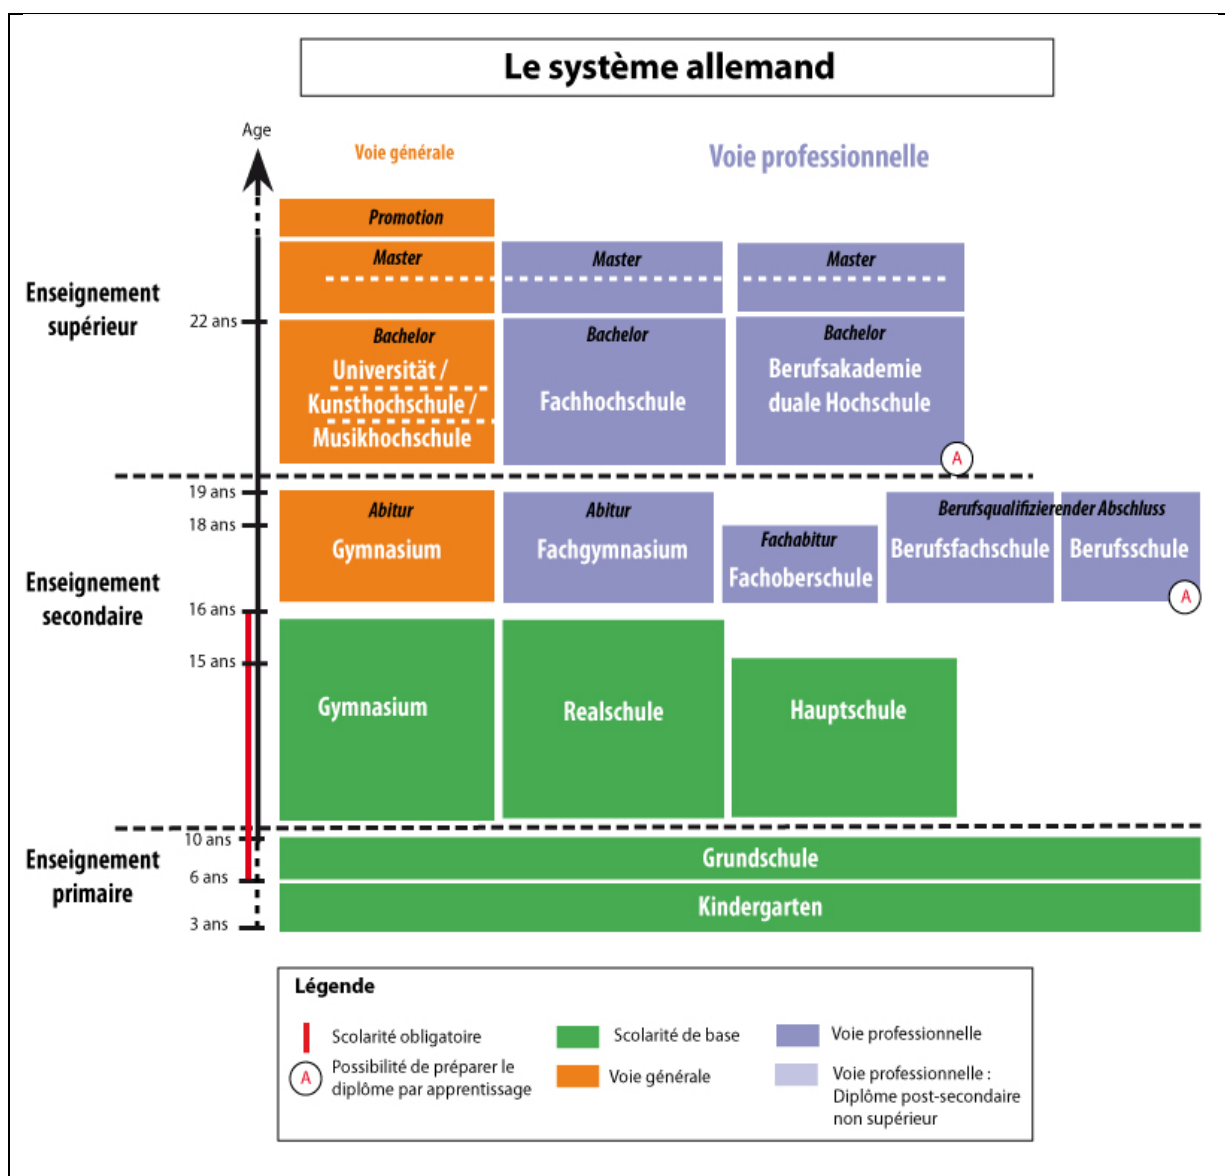 Le système allemand
Age
Voie générale
Voie professionnelle
Promotion
Master
Master
Master
Enseignement
supérieur
22 ans
Bachelor
Universität /
Kunsthochschule /
Musikhochschule
Bachelor
Fachhochschule
Bachelor
Berufsakademie
duale Hochschule
A
19 ans
18 ans
Abitur
Gymnasium
Abitur
Fachgymnasium
Fachabitur
Fachoberschule
Berufsqualifizierender Abschluss
Berufsfachschule
Berufsschule
A
Enseignement
secondaire
16 ans
15 ans
Gymnasium
Realschule
Hauptschule
Enseignement
primaire
10 ans
6 ans
3 ans
Grundschule
Kindergarten
Légende
Scolarité obligatoire
A
Possibilité de préparer le
diplôme par apprentissage
Scolarité de base
Voie générale
Voie professionnelle
Voie professionnelle :
Diplôme post-secondaire
non supérieur